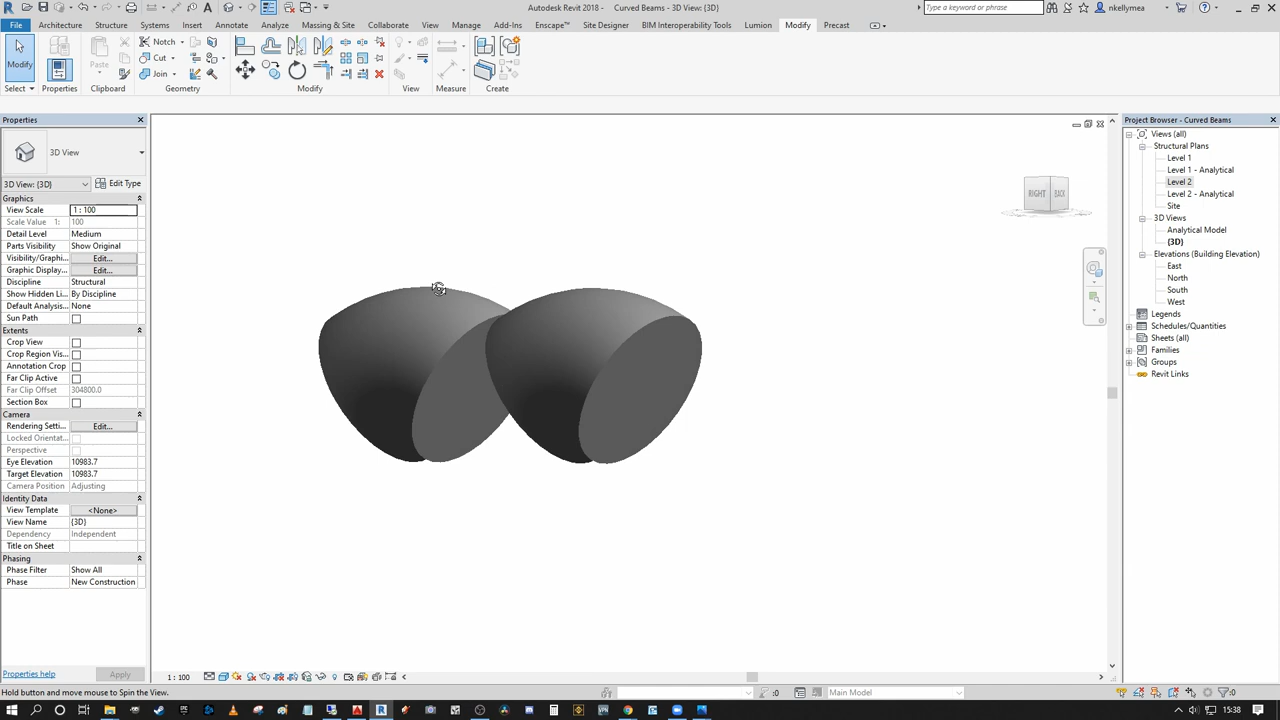 Autodesk Revit 2018 - Curved Beams - 3D View: {3D}
Type a keyword or phrase
nkellymea
File Architecture Structure Systems Insert Annotate Analyze Massing & Site Collaborate View Manage Add-Ins Enscape™ Site Designer BIM Interoperability Tools Lumion Modify Precast
Modify
Properties
Paste
Notch
Cut
Join
Select Properties Clipboard Geometry Modify View Measure Create
Properties
3D View
3D View: {3D} Edit Type
Graphics
View Scale 1 : 100
Scale Value 1: 100
Detail Level Medium
Parts Visibility Show Original
Visibility/Graphi... Edit...
Graphic Display... Edit...
Discipline Structural
Show Hidden Li... By Discipline
Default Analysis... None
Sun Path
Extents
Crop View
Crop Region Vis...
Annotation Crop
Far Clip Active
Far Clip Offset 304800.0
Section Box
Camera
Rendering Setti... Edit...
Locked Orientat...
Perspective
Eye Elevation 10983.7
Target Elevation 10983.7
Camera Position Adjusting
Identity Data
View Template <None>
View Name {3D}
Dependency Independent
Title on Sheet
Phasing
Phase Filter Show All
Phase New Construction
Properties help Apply
RIGHT BACK
Project Browser - Curved Beams
Views (all)
Structural Plans
Level 1
Level 1 - Analytical
Level 2
Level 2 - Analytical
Site
3D Views
Analytical Model
{3D}
Elevations (Building Elevation)
East
North
South
West
Legends
Schedules/Quantities
Sheets (all)
Families
Groups
Revit Links
1 : 100
Hold button and move mouse to Spin the View.
:0
Main Model
:0
15:38